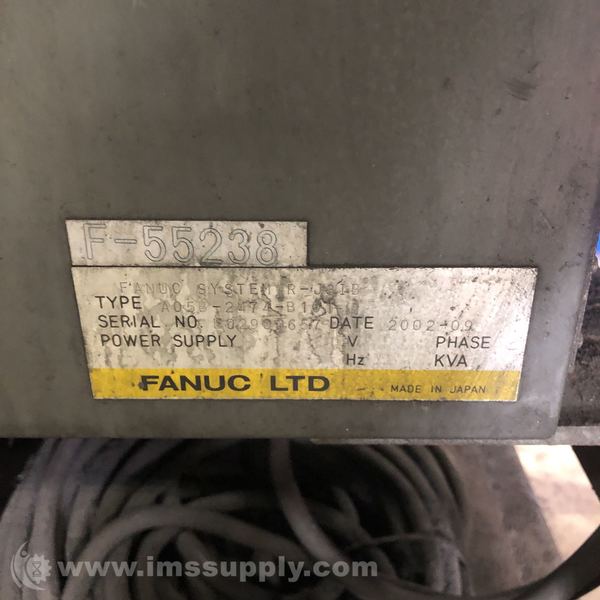 F-55238
FANUC SYSTEM
TYPE
SERIAL NO. DATE 2002-09
POWER SUPPLY V PHASE
Hz KVA
FANUC LTD MADE IN JAPAN
www.imssupply.com